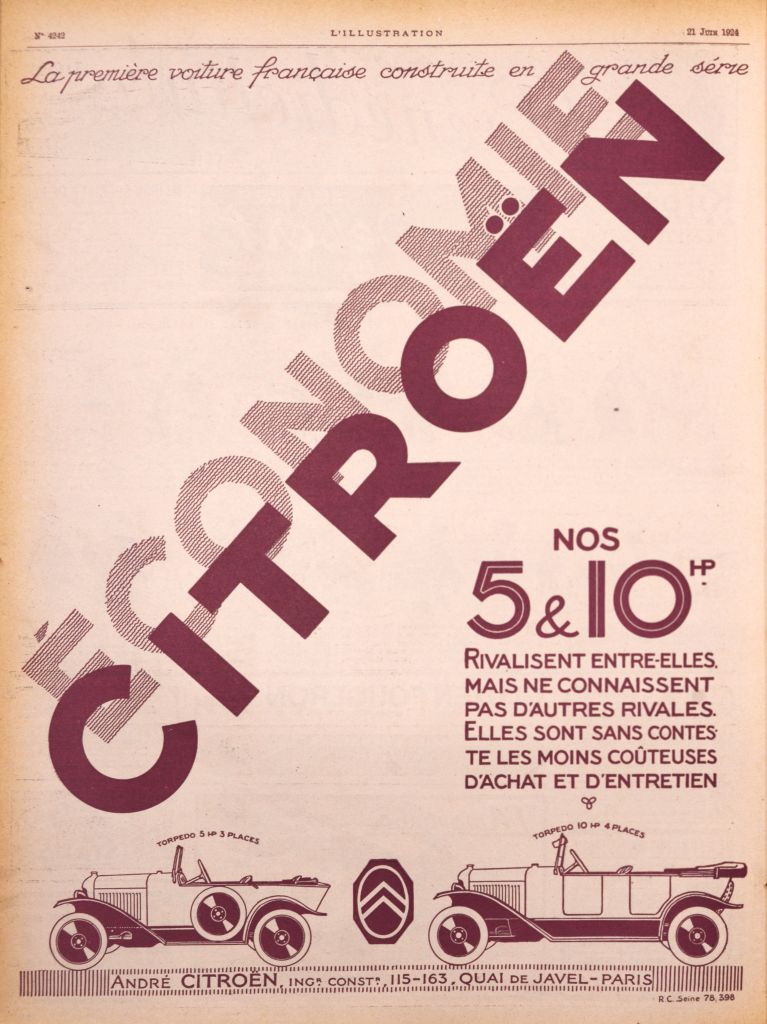 N° 4242 L'ILLUSTRATION 21 JUIN 1924
La première voiture française construite en grande série
ÉCONOMIE
CITROËN
NOS
5 & 10 HP
RIVALISENT ENTRE-ELLES.
MAIS NE CONNAISSENT
PAS D'AUTRES RIVALES.
ELLES SONT SANS CONTES-
TE LES MOINS COÛTEUSES
D'ACHAT ET D'ENTRETIEN
TORPEDO 5 HP 3 PLACES
TORPEDO 10 HP 4 PLACES
ANDRÉ CITROËN, INGR CONSTR, 115-163, QUAI DE JAVEL-PARIS
R.C. Seine 78,398